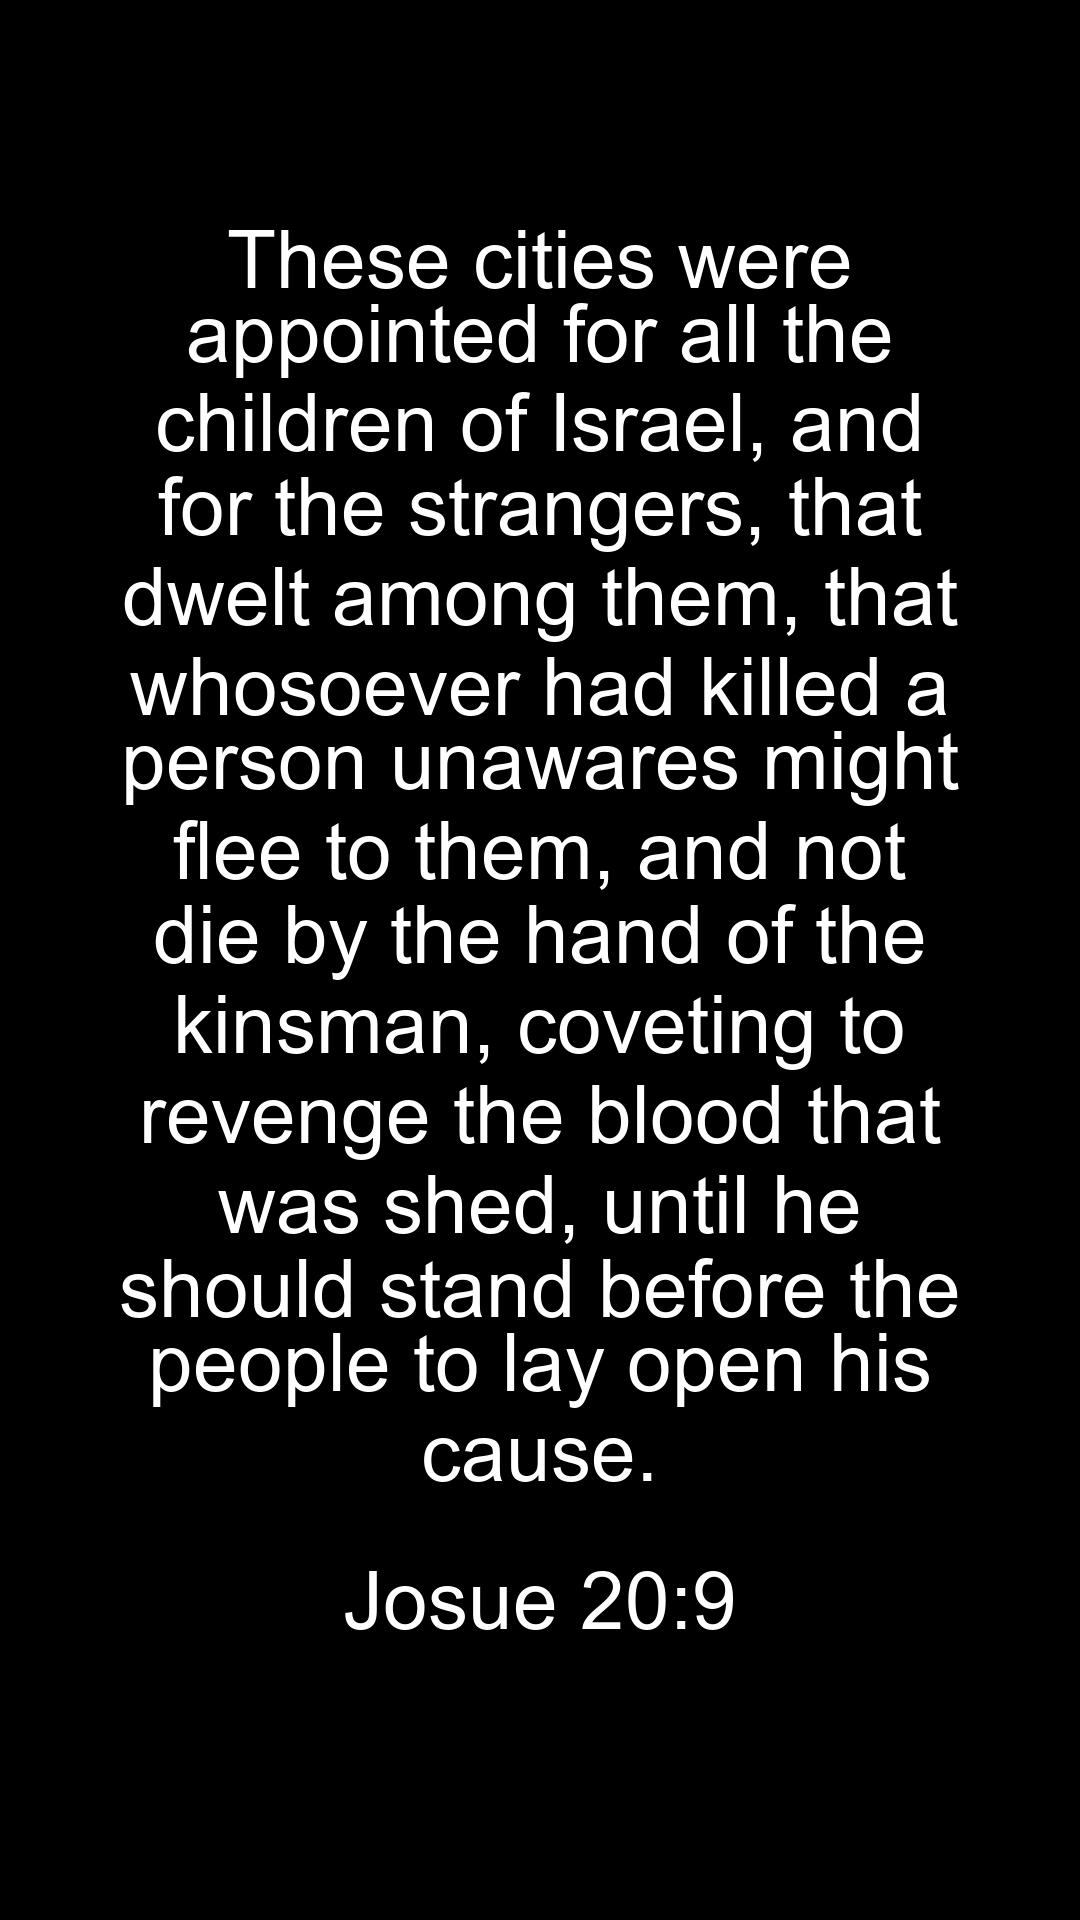 These cities were
appointed for all the
children of Israel, and
for the strangers, that
dwelt among them, that
whosoever had killed a
person unawares might
flee to them, and not
die by the hand of the
kinsman, coveting to
revenge the blood that
was shed, until he
should stand before the
people to lay open his
cause.
Josue 20:9